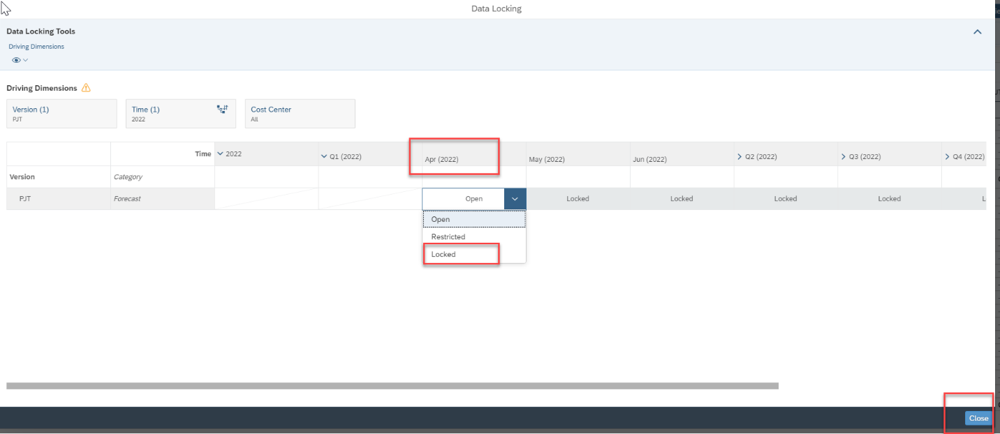 Data Locking
Data Locking Tools
Driving Dimensions
Driving Dimensions
Version (1) Time (1) Cost Center
PJT 2022 All
Time 2022 Q1 (2022) Apr (2022) May (2022) Jun (2022) Q2 (2022) Q3 (2022) Q4 (2022)
Version Category
PJT Forecast Open Locked Locked Locked Locked L
Open
Restricted
Locked
Close